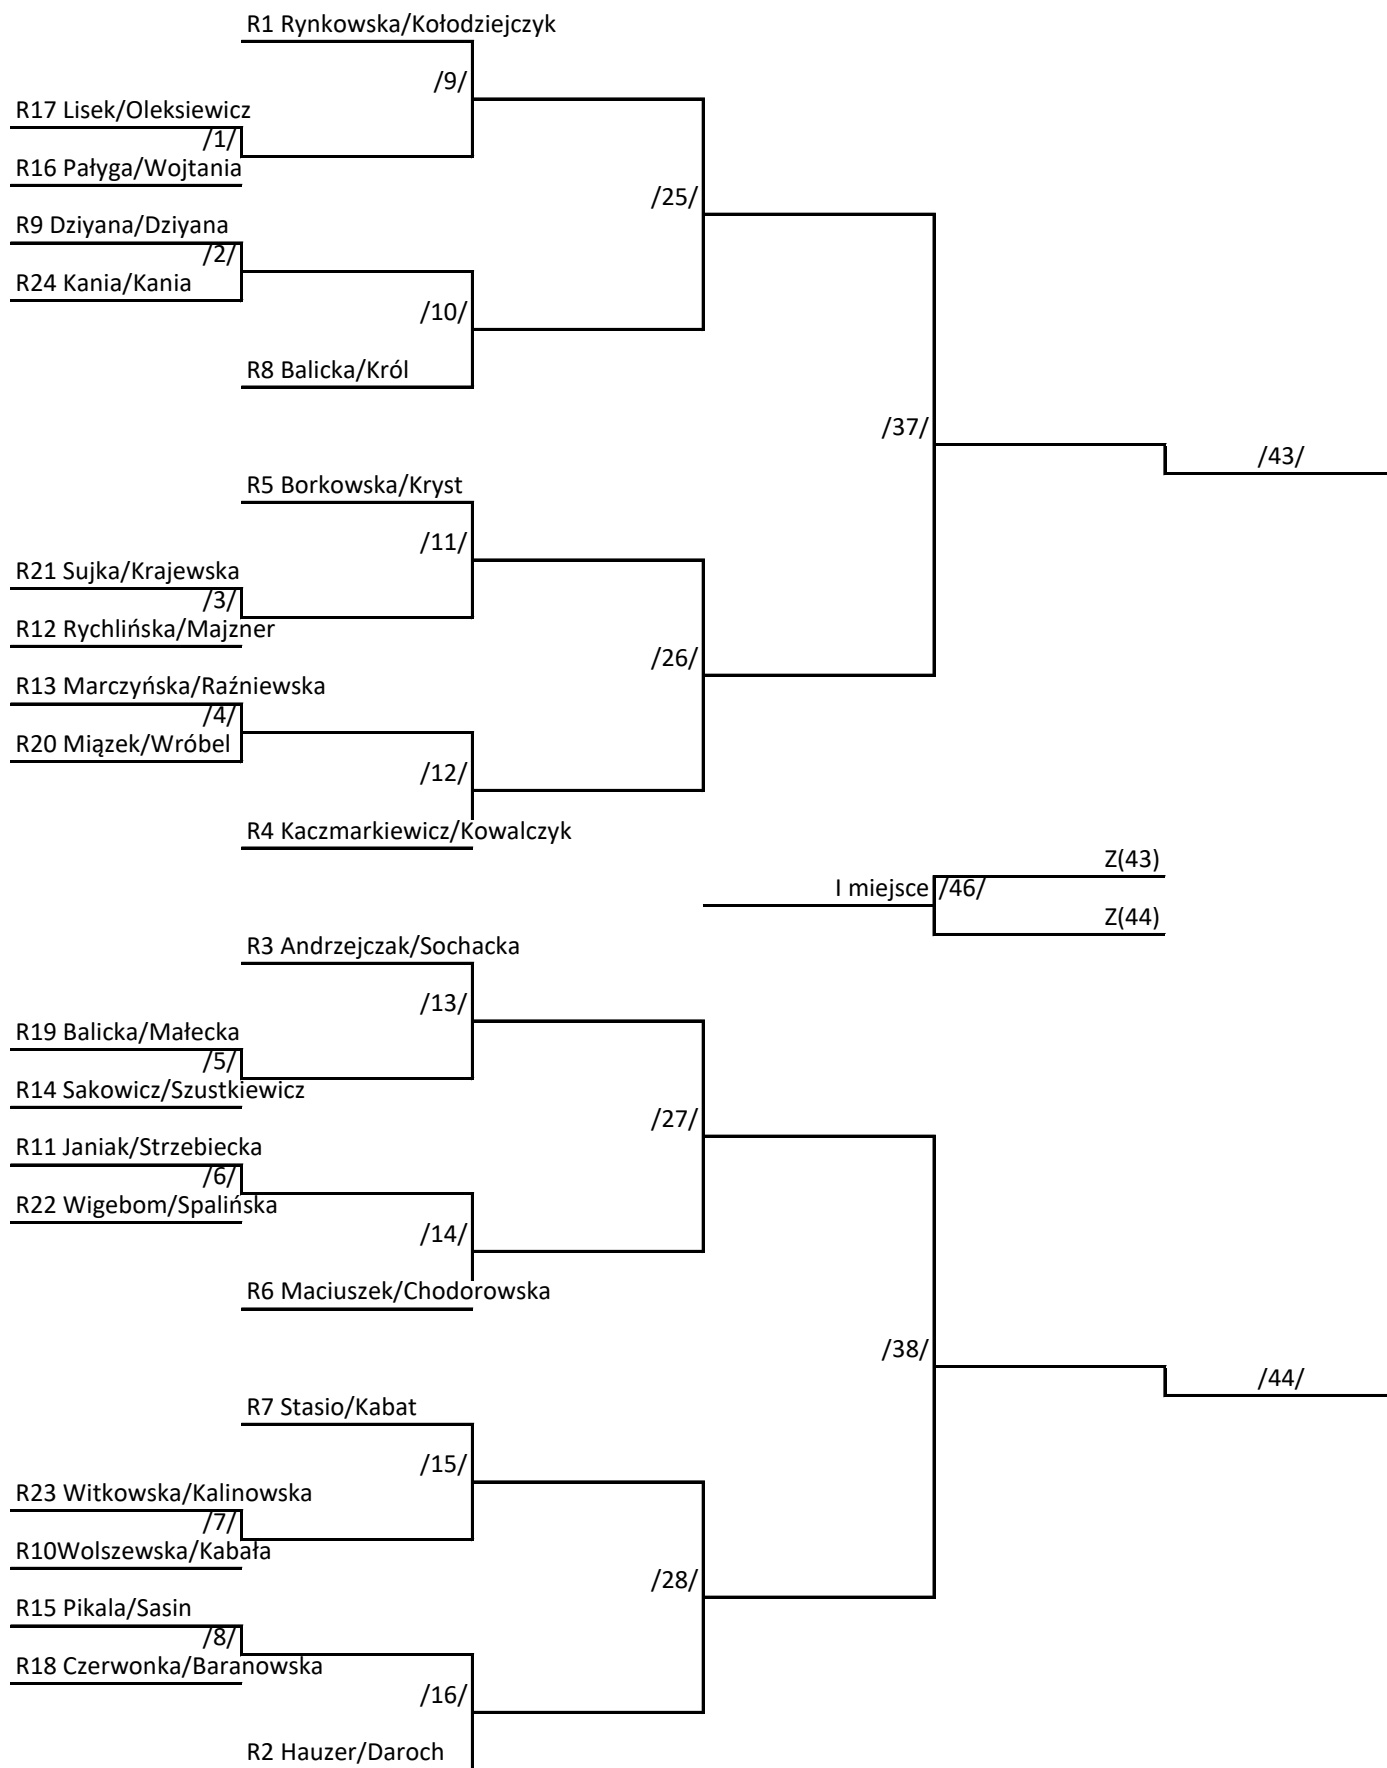 R1 Rynkowska/Kołodziejczyk
/9/
R17 Lisek/Oleksiewicz
/1/
R16 Pałyga/Wojtania
/25/
R9 Dziyana/Dziyana
/2/
R24 Kania/Kania
/10/
R8 Balicka/Król
/37/
/43/
R5 Borkowska/Kryst
/11/
R21 Sujka/Krajewska
/3/
R12 Rychlińska/Majzner
/26/
R13 Marczyńska/Raźniewska
/4/
R20 Miązek/Wróbel
/12/
R4 Kaczmarkiewicz/Kowalczyk
Z(43)
I miejsce /46/
Z(44)
R3 Andrzejczak/Sochacka
/13/
R19 Balicka/Małecka
/5/
R14 Sakowicz/Szustkiewicz
/27/
R11 Janiak/Strzebiecka
/6/
R22 Wigebom/Spalińska
/14/
R6 Maciuszek/Chodorowska
/38/
/44/
R7 Stasio/Kabat
/15/
R23 Witkowska/Kalinowska
/7/
R10Wolszewska/Kabała
/28/
R15 Pikala/Sasin
/8/
R18 Czerwonka/Baranowska
/16/
R2 Hauzer/Daroch